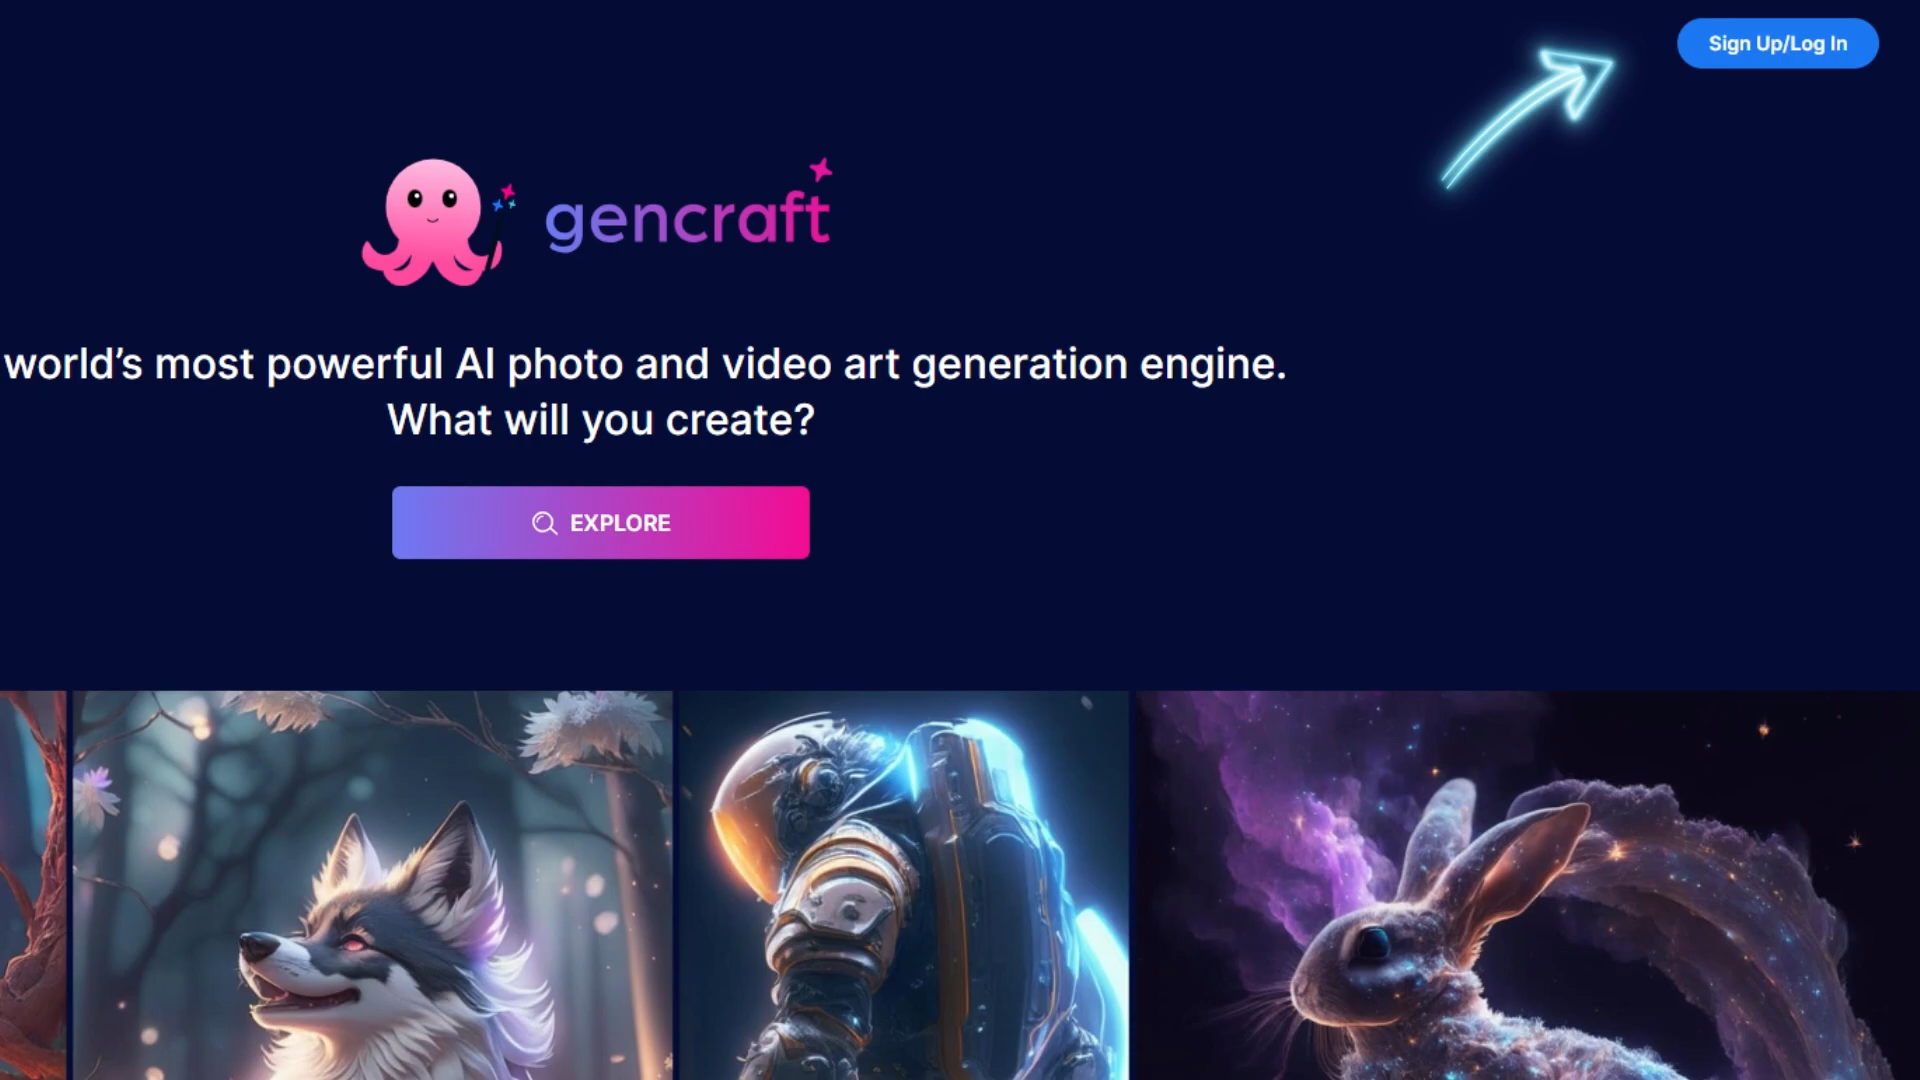 Sign Up/Log In
gencraft
world’s most powerful AI photo and video art generation engine.
What will you create?
EXPLORE